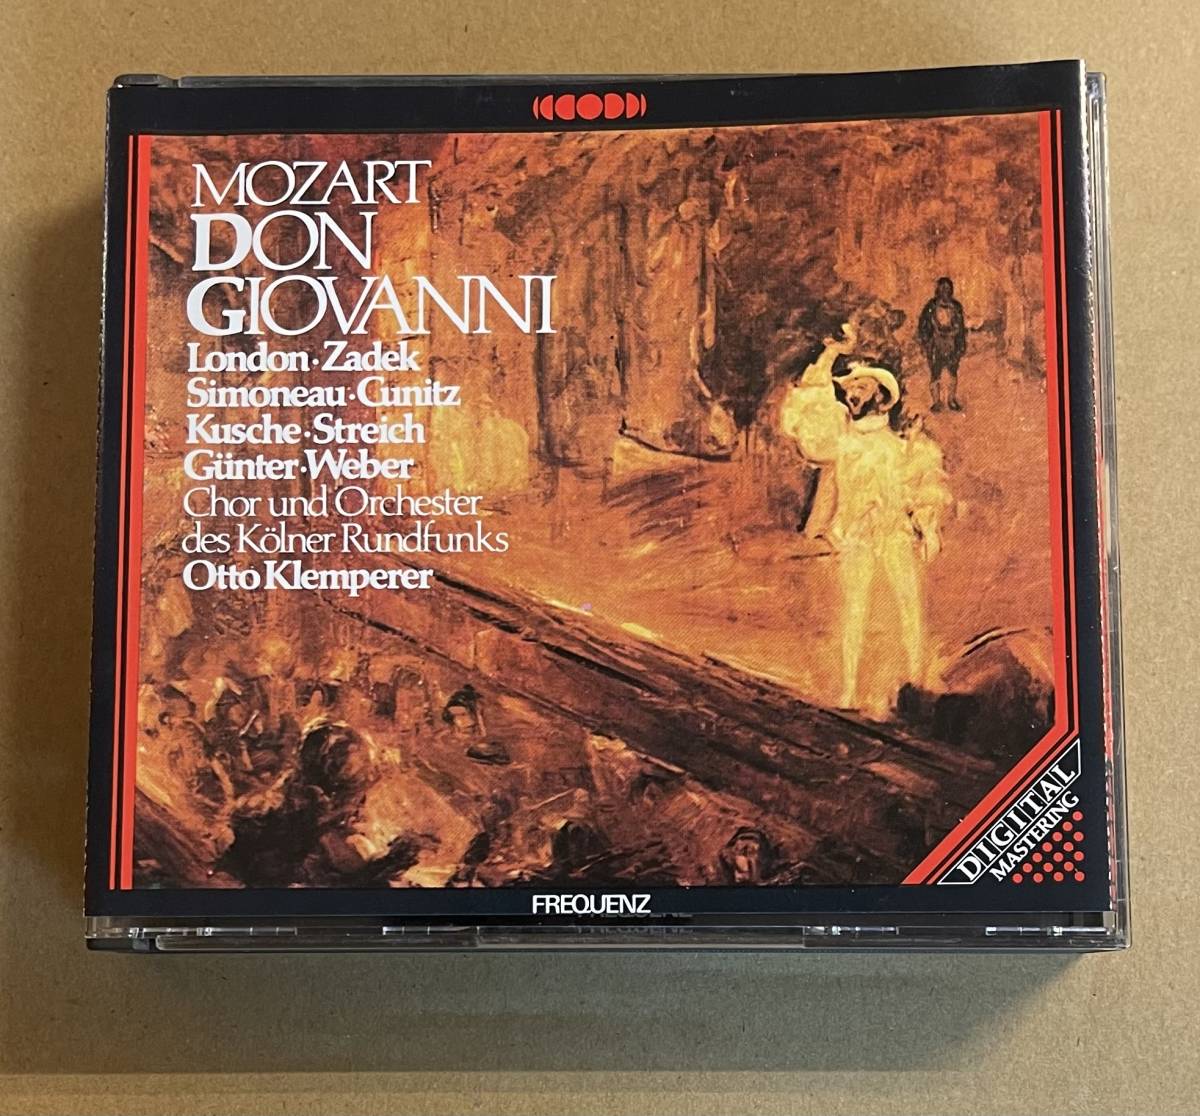 MOZART
DON
GIOVANNI
London·Zadek
Simoneau·Cunitz
Kusche·Streich
Günter·Weber
Chor und Orchester
des Kölner Rundfunks
Otto Klemperer
DIGITAL
MASTERING
FREQUENZ
FREQUENZ